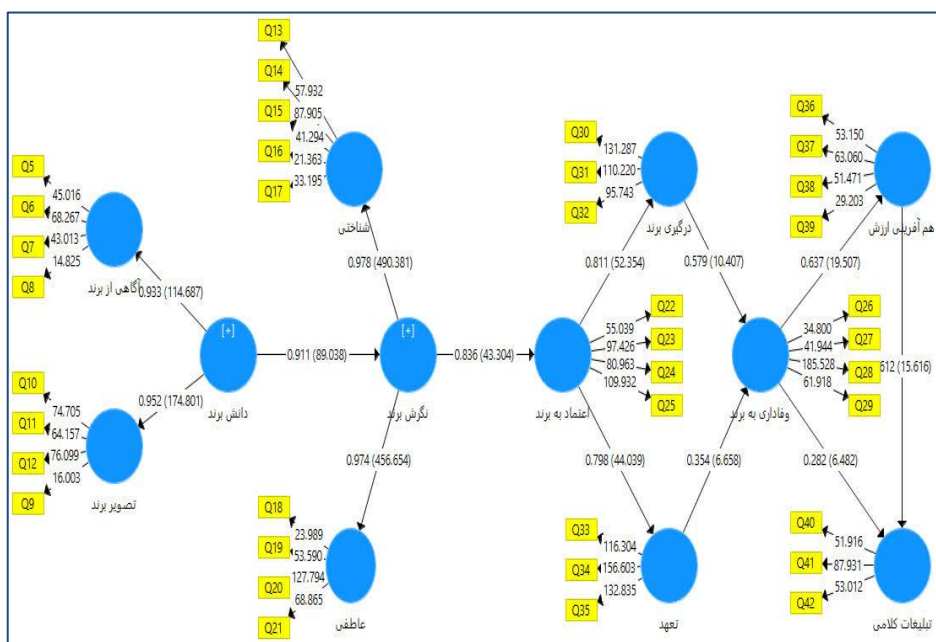 Q13
Q14
Q15
Q16
Q17
57.932
87.905
41.294
21.363
33.195
شناختی
Q5
Q6
Q7
Q8
45.016
68.267
43.013
14.825
آگاهی از برند
0.933 (114.687)
0.978 (490.381)
Q30
Q31
Q32
131.287
110.220
95.743
درگیری برند
Q36
Q37
Q38
Q39
53.150
63.060
51.471
29.203
هم آفرینی ارزش
0.811 (52.354)
0.579 (10.407)
0.637 (19.507)
[+]
دانش برند
0.911 (89.038)
[+]
نگرش برند
0.836 (43.304)
اعتماد به برند
Q22
Q23
Q24
Q25
55.039
97.426
80.963
109.932
وفاداری به برند
Q26
Q27
Q28
Q29
34.800
41.944
185.528
61.918
612 (15.616)
Q10
Q11
Q12
Q9
74.705
64.157
76.099
16.003
تصویر برند
0.952 (174.801)
0.974 (456.654)
0.798 (44.039)
0.354 (6.658)
0.282 (6.482)
Q18
Q19
Q20
Q21
23.989
53.590
127.794
68.865
عاطفی
Q33
Q34
Q35
116.304
156.603
132.835
تعهد
Q40
Q41
Q42
51.916
87.931
53.012
تبلیغات کلامی